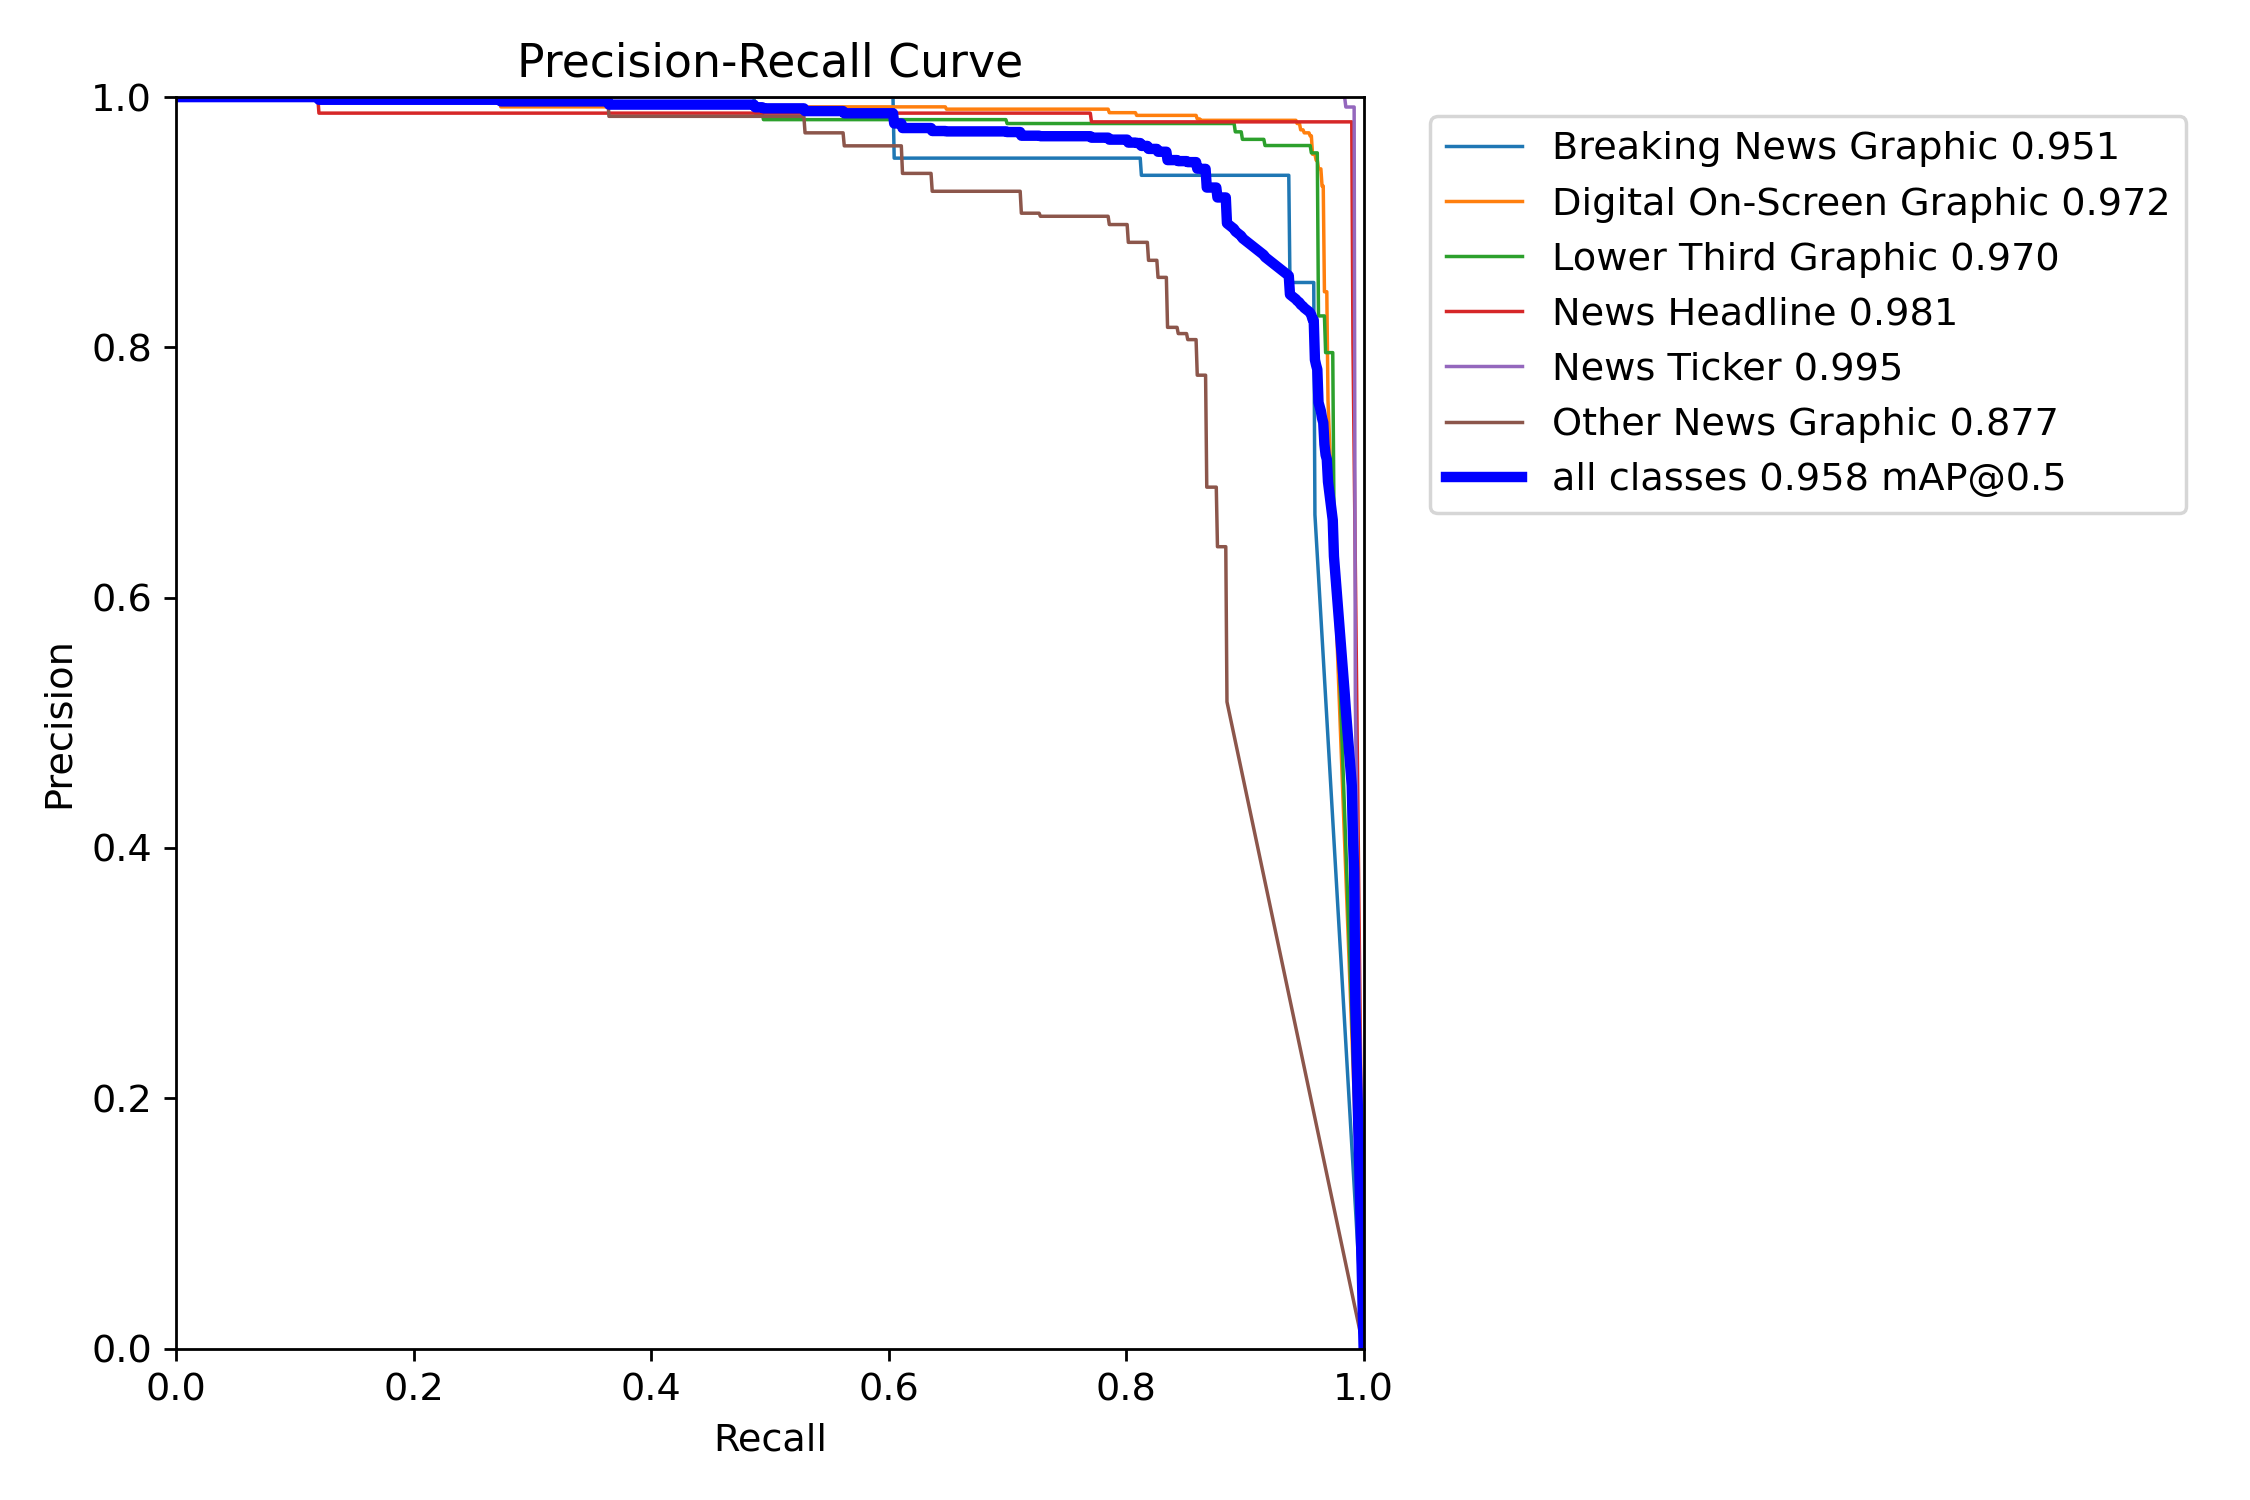 Precision-Recall Curve
1.0
0.8
0.6
0.4
0.2
0.0
Precision
0.0 0.2 0.4 0.6 0.8 1.0
Recall
Breaking News Graphic 0.951
Digital On-Screen Graphic 0.972
Lower Third Graphic 0.970
News Headline 0.981
News Ticker 0.995
Other News Graphic 0.877
all classes 0.958 mAP@0.5